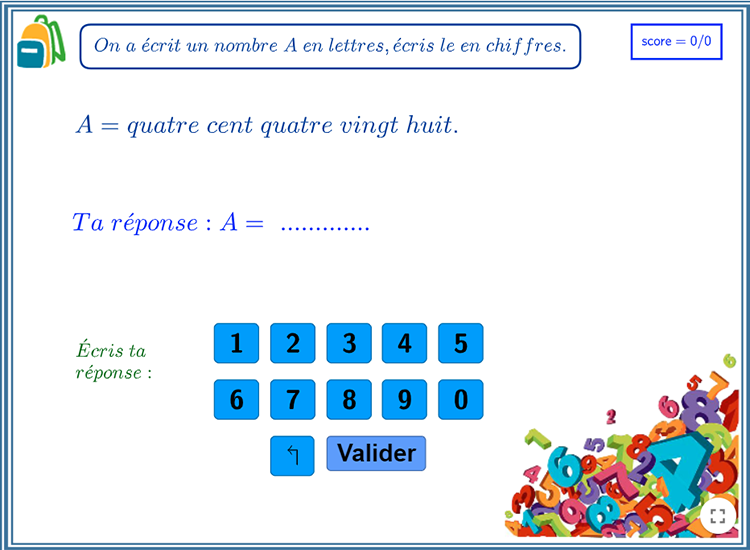 On a écrit un nombre A en lettres, écris le en chiffres.
score = 0/0
A = quatre cent quatre vingt huit.
Ta réponse : A = .............
Écris ta
réponse :
1 2 3 4 5
6 7 8 9 0
↰ Valider